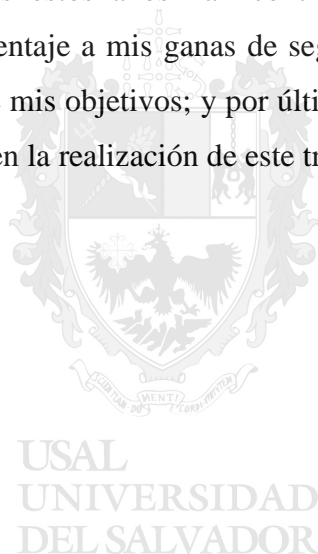 entaje a mis ganas de seg
mis objetivos; y por últi
en la realización de este tr
MENTI
USAL
UNIVERSIDAD
DEL SALVADOR